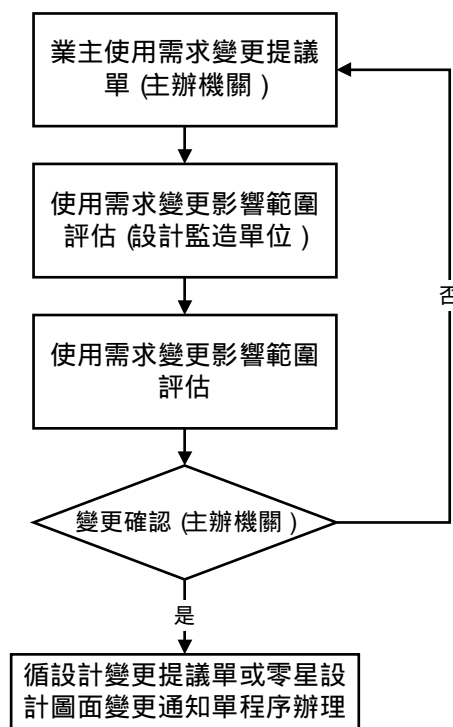 業主使用需求變更提議
單 (主辦機關)
使用需求變更影響範圍
評估 (設計監造單位)
使用需求變更影響範圍
評估
否
變更確認 (主辦機關)
是
循設計變更提議單或零星設
計圖面變更通知單程序辦理